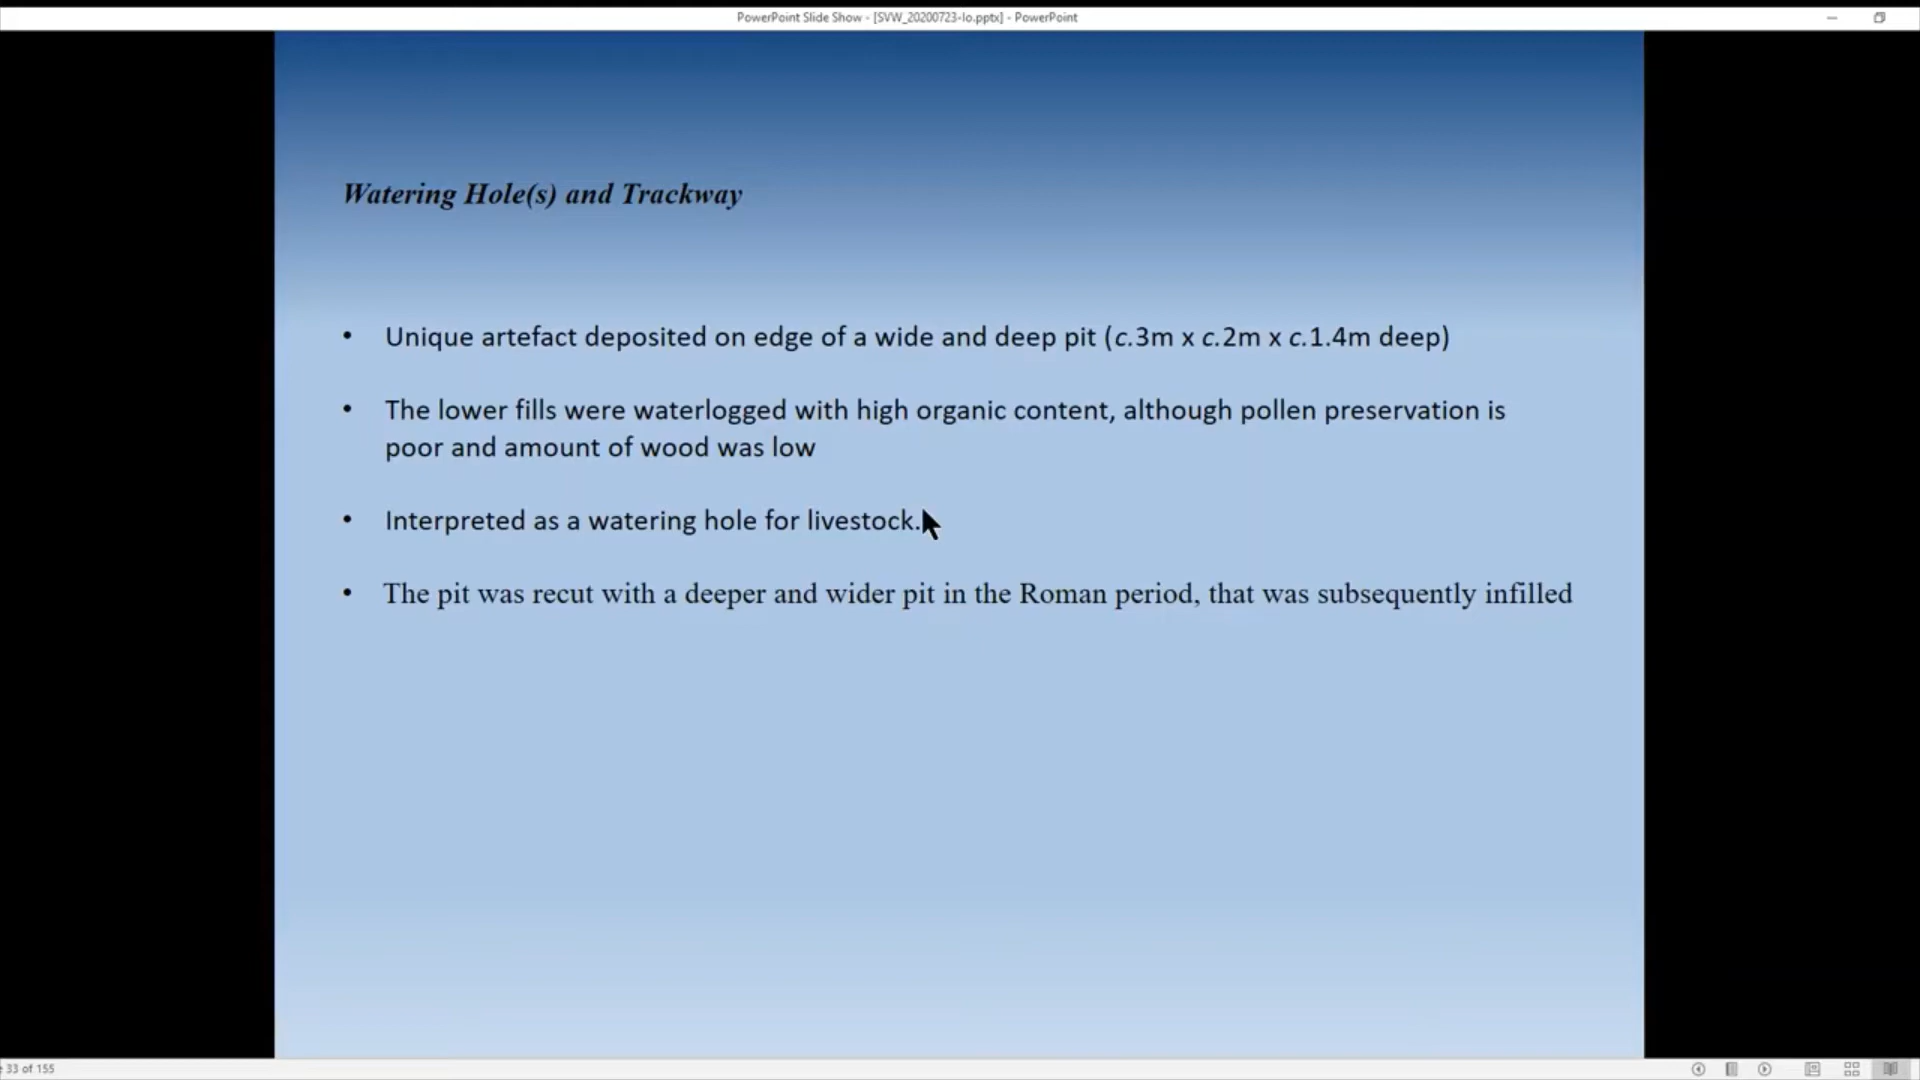 PowerPoint Slide Show - [SVW_20200723-lo.pptx] - PowerPoint
Watering Hole(s) and Trackway
• Unique artefact deposited on edge of a wide and deep pit (c.3m x c.2m x c.1.4m deep)
• The lower fills were waterlogged with high organic content, although pollen preservation is
poor and amount of wood was low
• Interpreted as a watering hole for livestock.
• The pit was recut with a deeper and wider pit in the Roman period, that was subsequently infilled
33 of 155